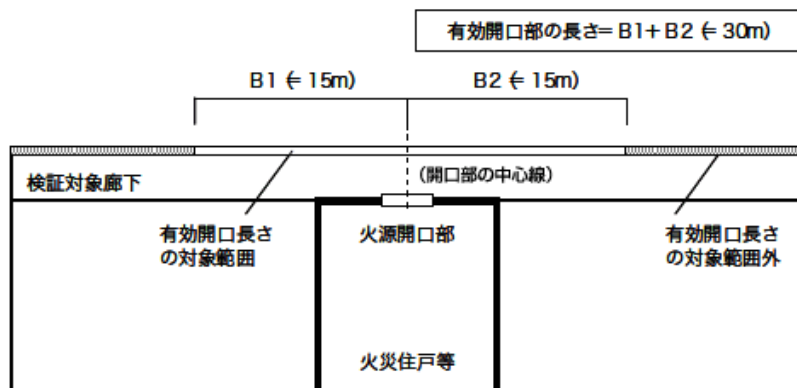 有効開口部の長さ=B1+B2(=30m)
B1(=15m)
B2(=15m)
検証対象廊下
(開口部の中心線)
有効開口長さ
の対象範囲
火源開口部
有効開口長さ
の対象範囲外
火災住戸等